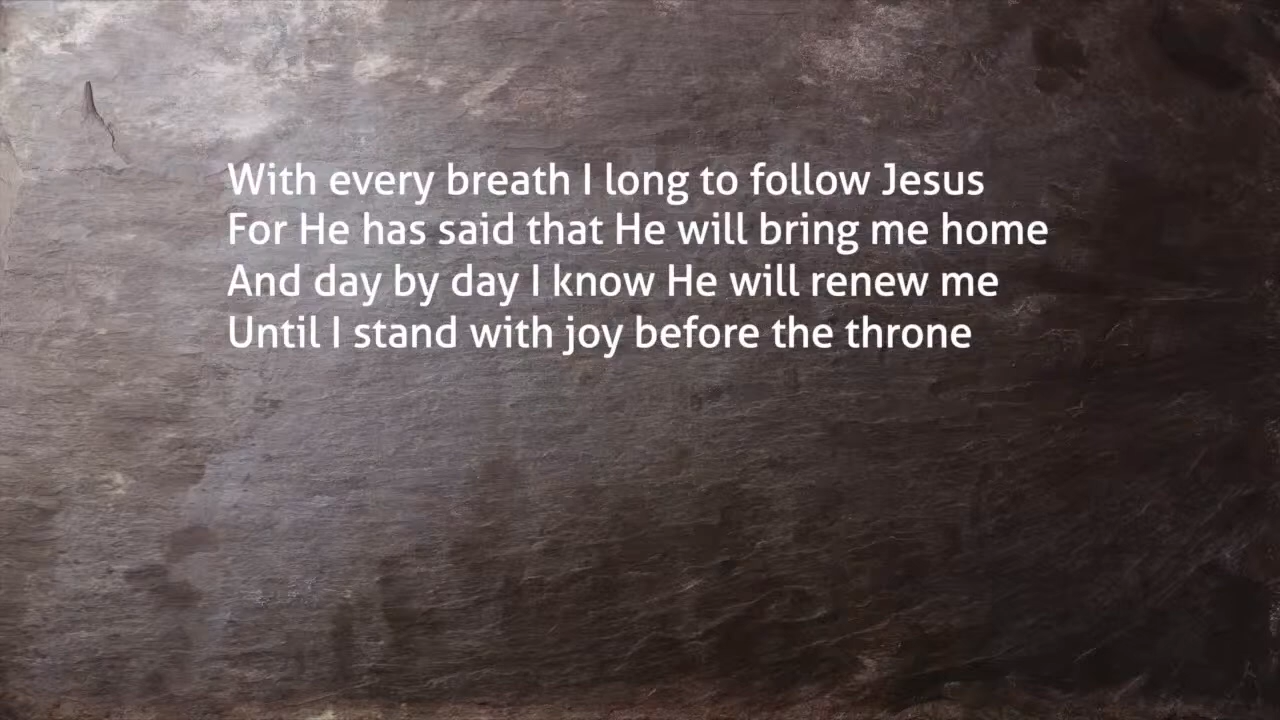 With every breath I long to follow Jesus
For He has said that He will bring me home
And day by day I know He will renew me
Until I stand with joy before the throne